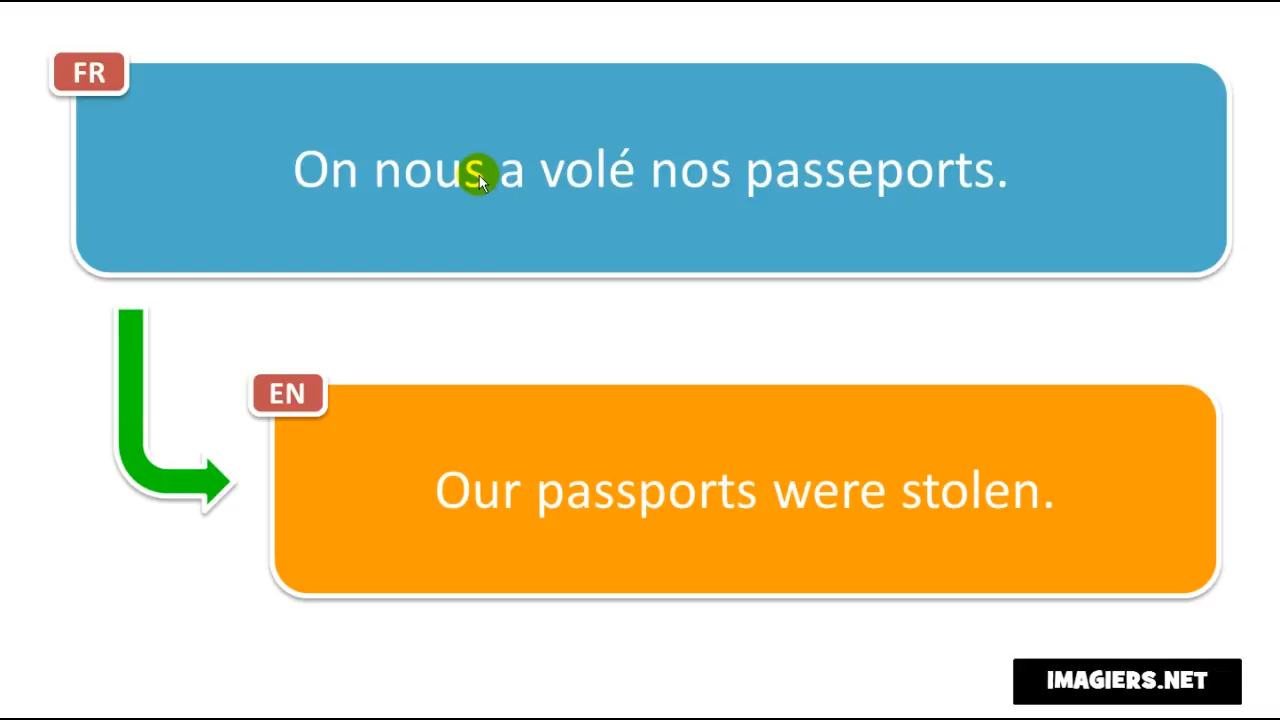 FR
On nous a volé nos passeports.
EN
Our passports were stolen.
IMAGIERS.NET